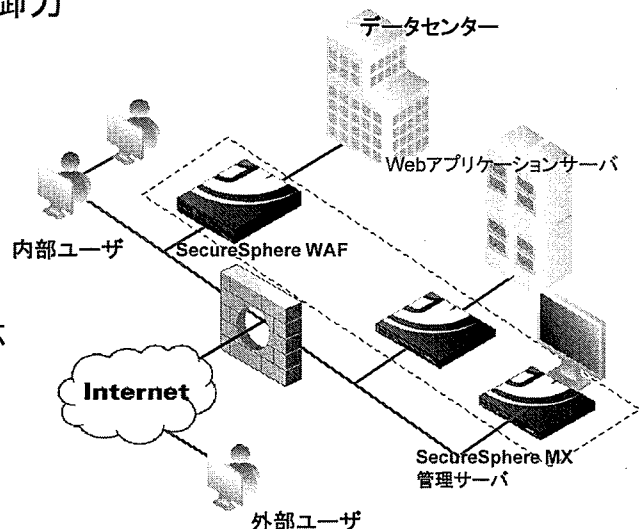 データセンター
Webアプリケーションサーバ
内部ユーザ
SecureSphere WAF
Internet
SecureSphere MX
管理サーバ
外部ユーザ